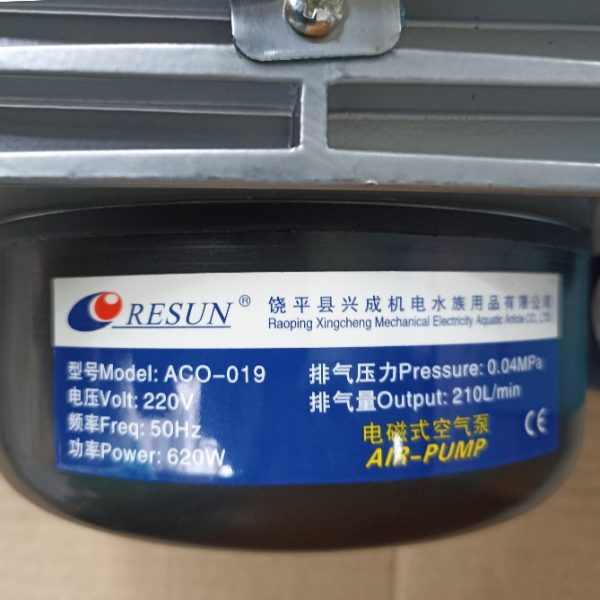 RESUN®
饶平县兴成机电水族用品有限公司
Raoping Xingcheng Mechanical Electricity Aquatic Article CO.,LTD
型号Model: ACO-019
电压Volt: 220V
频率Freq: 50Hz
功率Power: 620W
排气压力Pressure: 0.04MPa
排气量Output: 210L/min
电磁式空气泵
AIR-PUMP
CE